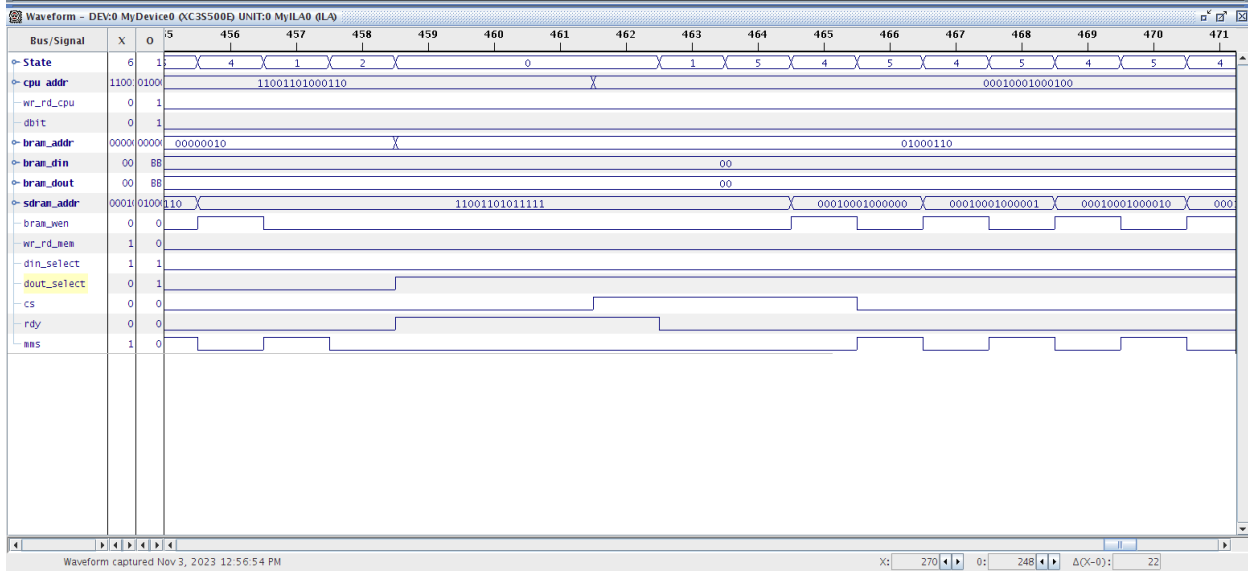 Waveform - DEV:0 MyDevice0 (XC3S500E) UNIT:0 MyILA0 (ILA)
Bus/Signal X O 456 457 458 459 460 461 462 463 464 465 466 467 468 469 470 471
State 6 1 4 1 2 0 1 5 4 5 4 5 4 5 4
cpu_addr 11001101000110 00010001000100
wr_rd_cpu 0 1
dbit 0 1
bram_addr 00000010 01000110
bram_din 00 BB 00
bram_dout 00 BB 00
sdram_addr 110 11001101011111 00010001000000 00010001000001 00010001000010 000
bram_wen 0 0
wr_rd_mem 1 0
din_select 1 1
dout_select 0 1
cs 0 0
rdy 0 0
mms 1 0
Waveform captured Nov 3, 2023 12:56:54 PM X: 270 O: 248 Δ(X-O): 22